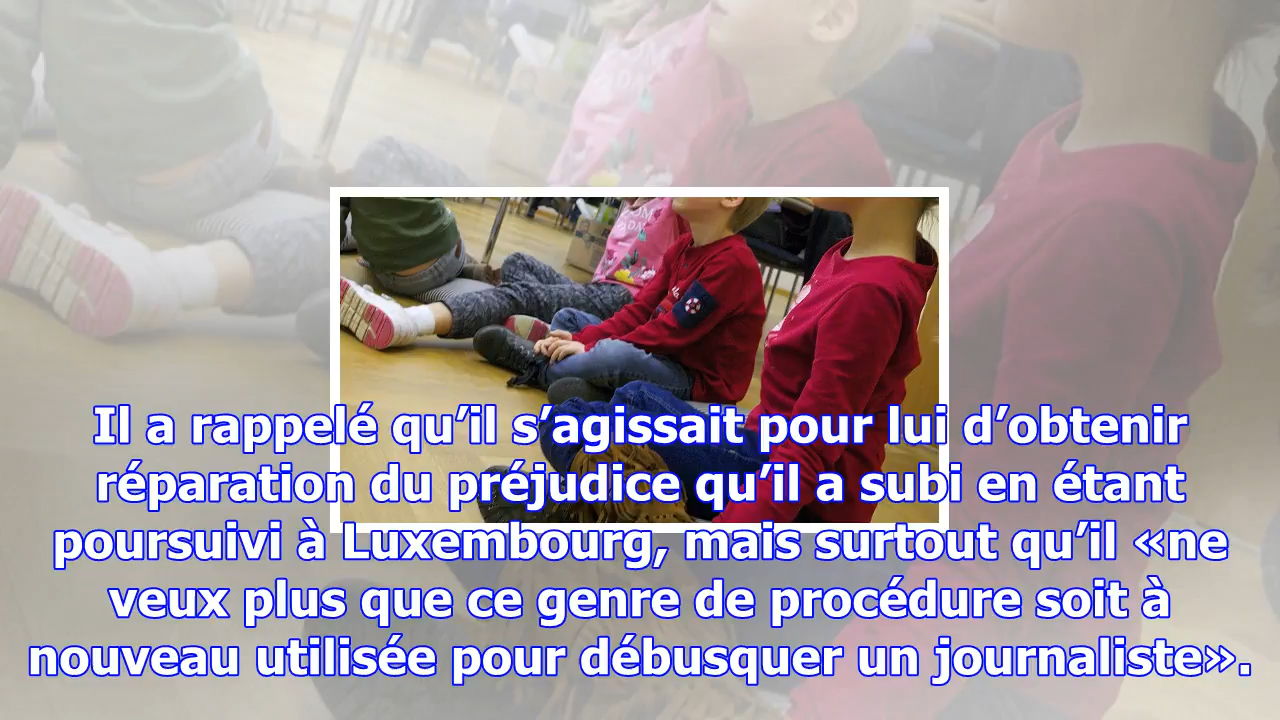 Il a rappelé qu’il s’agissait pour lui d’obtenir
réparation du préjudice qu’il a subi en étant
poursuivi à Luxembourg, mais surtout qu’il «ne
veux plus que ce genre de procédure soit à
nouveau utilisée pour débusquer un journaliste».